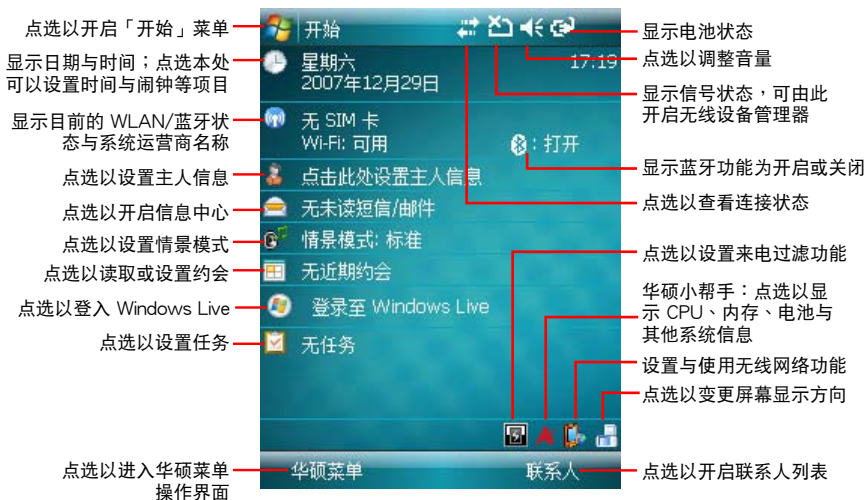 点选以开启「开始」菜单
显示日期与时间；点选本处
可以设置时间与闹钟等项目
显示目前的 WLAN/蓝牙状
态与系统运营商名称
点选以设置主人信息
点选以开启信息中心
点选以设置情景模式
点选以读取或设置约会
点选以登入 Windows Live
点选以设置任务
点选以进入华硕菜单
操作界面
开始
星期六
17:19
2007年12月29日
无 SIM 卡
Wi-Fi: 可用
: 打开
点击此处设置主人信息
无未读短信/邮件
情景模式: 标准
无近期约会
登录至 Windows Live
无任务
华硕菜单
联系人
显示电池状态
点选以调整音量
显示信号状态，可由此
开启无线设备管理器
显示蓝牙功能为开启或关闭
点选以查看连接状态
点选以设置来电过滤功能
华硕小帮手：点选以显
示 CPU、内存、电池与
其他系统信息
设置与使用无线网络功能
点选以变更屏幕显示方向
点选以开启联系人列表